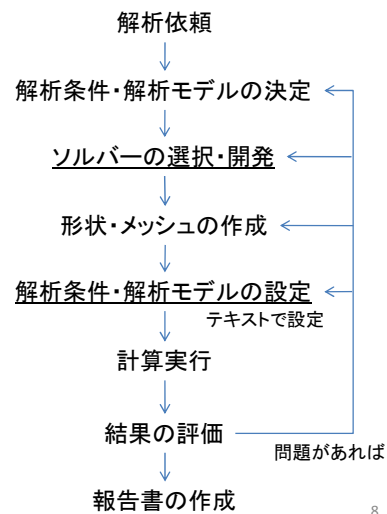 解析依頼
解析条件・解析モデルの決定
ソルバーの選択・開発
形状・メッシュの作成
解析条件・解析モデルの設定
テキストで設定
計算実行
結果の評価
問題があれば
報告書の作成
8